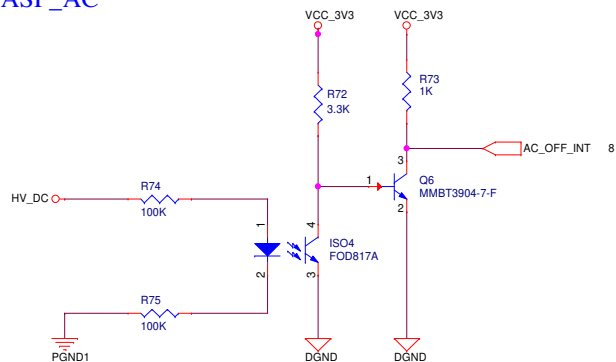 VCC_3V3
VCC_3V3
R72
3.3K
R73
1K
3
AC_OFF_INT 8
1
Q6
MMBT3904-7-F
2
HV_DC
R74
100K
1
4
ISO4
FOD817A
2
3
R75
100K
PGND1
DGND
DGND